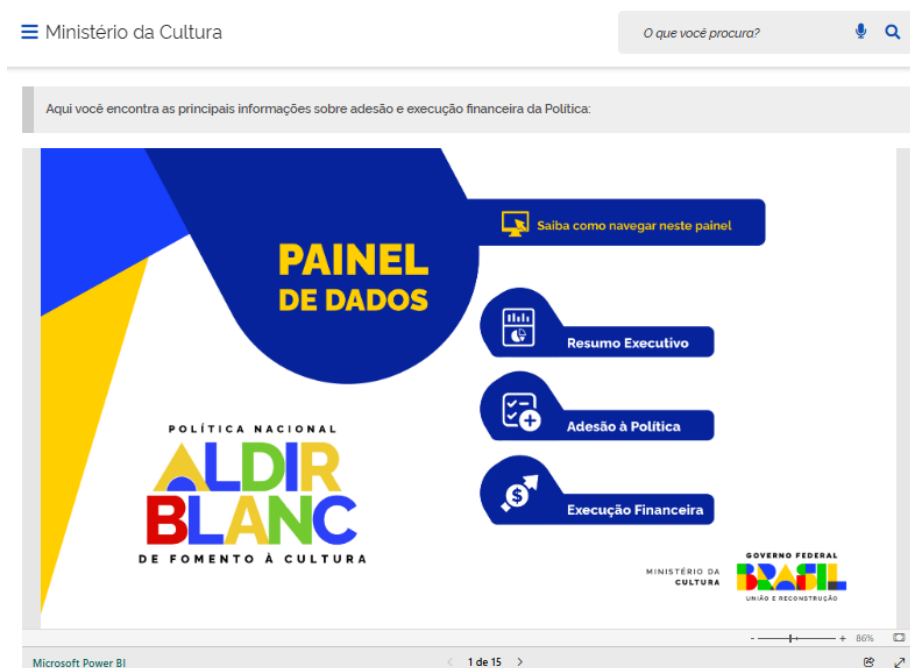 Ministério da Cultura
O que você procura?
Aqui você encontra as principais informações sobre adesão e execução financeira da Política:
PAINEL
DE DADOS
Saiba como navegar neste painel
Resumo Executivo
Adesão à Política
Execução Financeira
POLÍTICA NACIONAL
ALDIR
BLANC
DE FOMENTO À CULTURA
MINISTÉRIO DA
CULTURA
GOVERNO FEDERAL
BRASIL
UNIÃO E RECONSTRUÇÃO
- + 86%
Microsoft Power BI
< 1 de 15 >